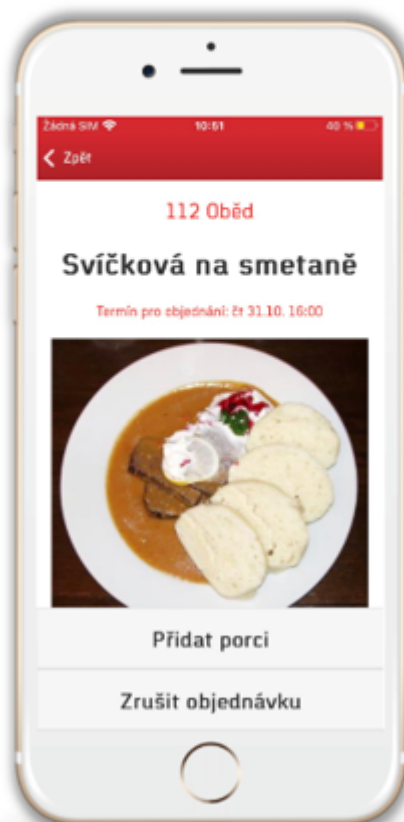 Žádná SIM 10:51 40 %
Zpět
112 Oběd
Svíčková na smetaně
Termín pro objednání: čt 31.10. 16:00
Přidat porci
Zrušit objednávku